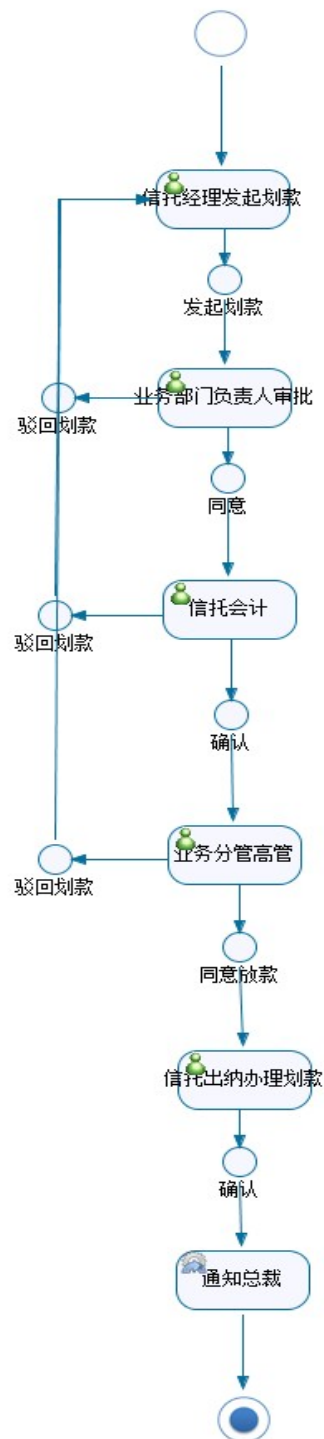 信托经理发起划款
发起划款
业务部门负责人审批
驳回划款
同意
信托会计
驳回划款
确认
业务分管高管
驳回划款
同意放款
信托出纳办理划款
确认
通知总裁